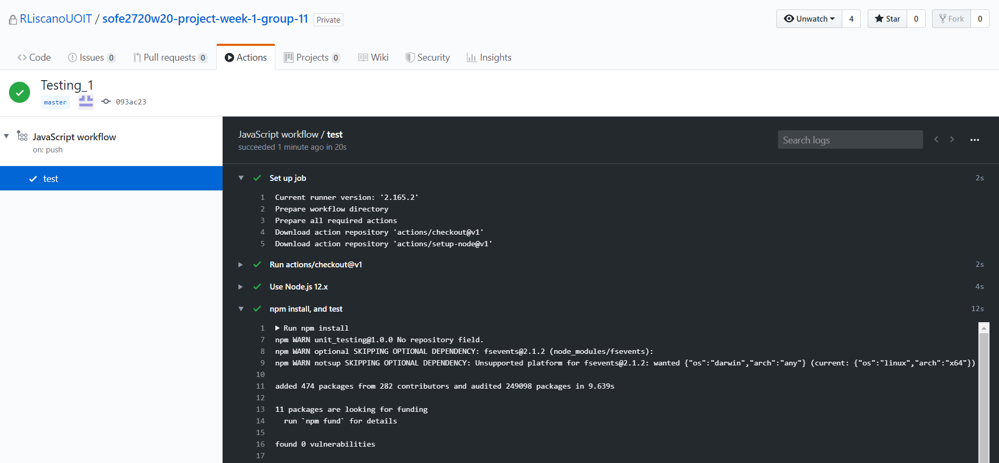 RLiscanoUOIT / sofe2720w20-project-week-1-group-11 Private
Unwatch 4 Star 0 Fork 0
Code Issues 0 Pull requests 0 Actions Projects 0 Wiki Security Insights
Testing_1
master 093ac23
JavaScript workflow
on: push
test
JavaScript workflow / test
succeeded 1 minute ago in 20s
Search logs
Set up job 2s
1 Current runner version: '2.165.2'
2 Prepare workflow directory
3 Prepare all required actions
4 Download action repository 'actions/checkout@v1'
5 Download action repository 'actions/setup-node@v1'
Run actions/checkout@v1 2s
Use Node.js 12.x 4s
npm install, and test 12s
1 Run npm install
7 npm WARN unit_testing@1.0.0 No repository field.
8 npm WARN optional SKIPPING OPTIONAL DEPENDENCY: fsevents@2.1.2 (node_modules/fsevents):
9 npm WARN notsup SKIPPING OPTIONAL DEPENDENCY: Unsupported platform for fsevents@2.1.2: wanted {"os":"darwin","arch":"any"} (current: {"os":"linux","arch":"x64"})
10
11 added 474 packages from 282 contributors and audited 249098 packages in 9.639s
12
13 11 packages are looking for funding
14 run `npm fund` for details
15
16 found 0 vulnerabilities
17